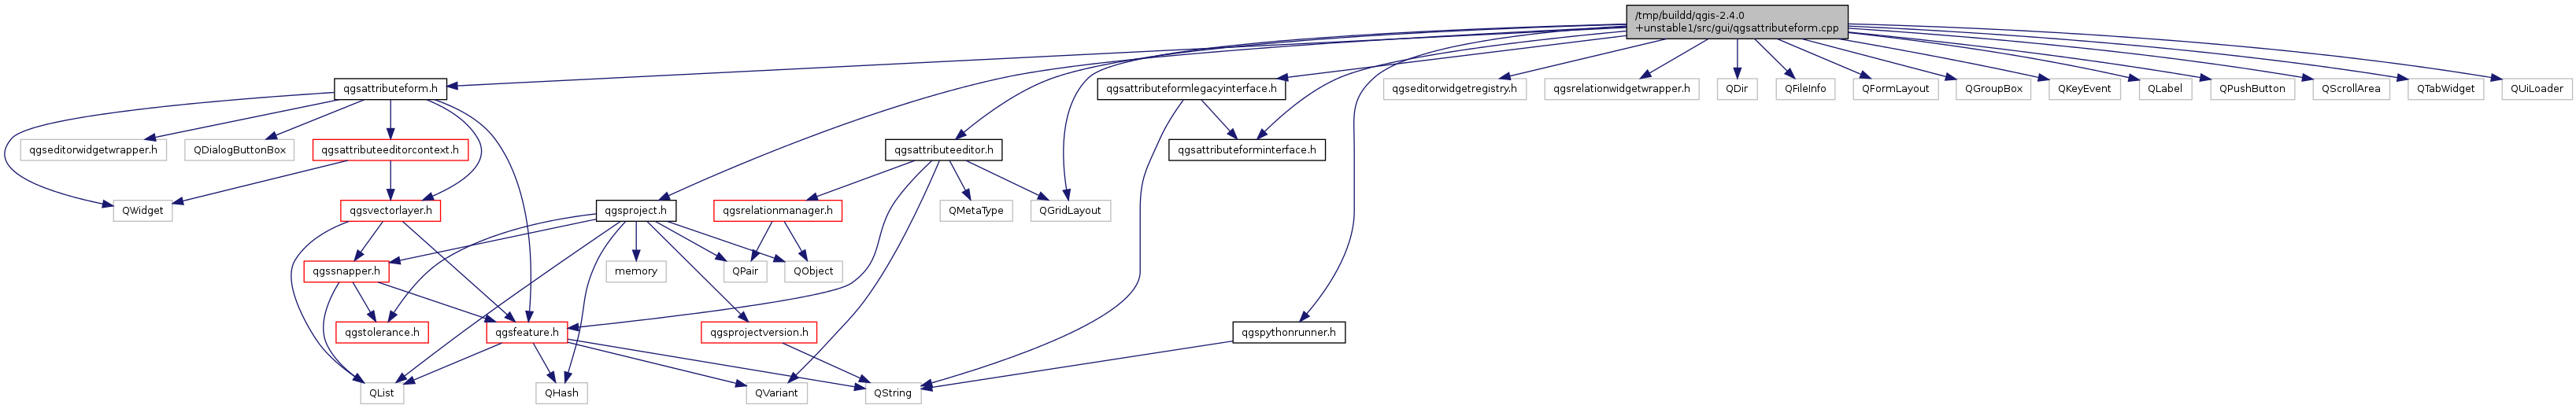 /tmp/buildd/qgis-2.4.0
+unstable1/src/gui/qgsattributeform.cpp
qgsattributeform.h
qgsattributeformlegacyinterface.h
qgseditorwidgetregistry.h
qgsrelationwidgetwrapper.h
QDir
QFileInfo
QFormLayout
QGroupBox
QKeyEvent
QLabel
QPushButton
QScrollArea
QTabWidget
QUiLoader
qgseditorwidgetwrapper.h
QDialogButtonBox
qgsattributeeditorcontext.h
qgsattributeeditor.h
qgsattributeforminterface.h
QWidget
qgsvectorlayer.h
qgsproject.h
qgsrelationmanager.h
QMetaType
QGridLayout
qgssnapper.h
memory
QPair
QObject
qgstolerance.h
qgsfeature.h
qgsprojectversion.h
qgspythonrunner.h
QList
QHash
QVariant
QString